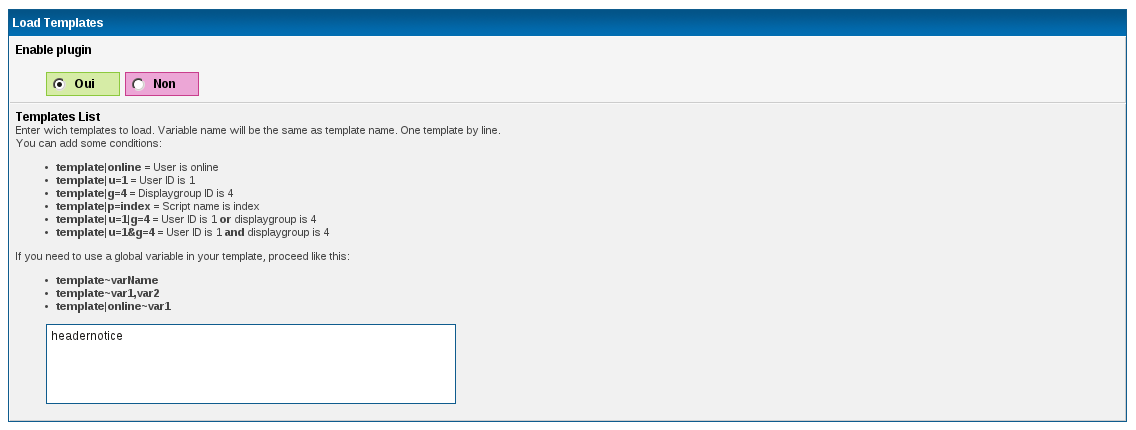 Load Templates
Enable plugin
Oui Non
Templates List
Enter wich templates to load. Variable name will be the same as template name. One template by line.
You can add some conditions:
• template|online = User is online
• template|u=1 = User ID is 1
• template|g=4 = Displaygroup ID is 4
• template|p=index = Script name is index
• template|u=1|g=4 = User ID is 1 or displaygroup is 4
• template|u=1&g=4 = User ID is 1 and displaygroup is 4
If you need to use a global variable in your template, proceed like this:
• template~varName
• template~var1,var2
• template|online~var1
headernotice